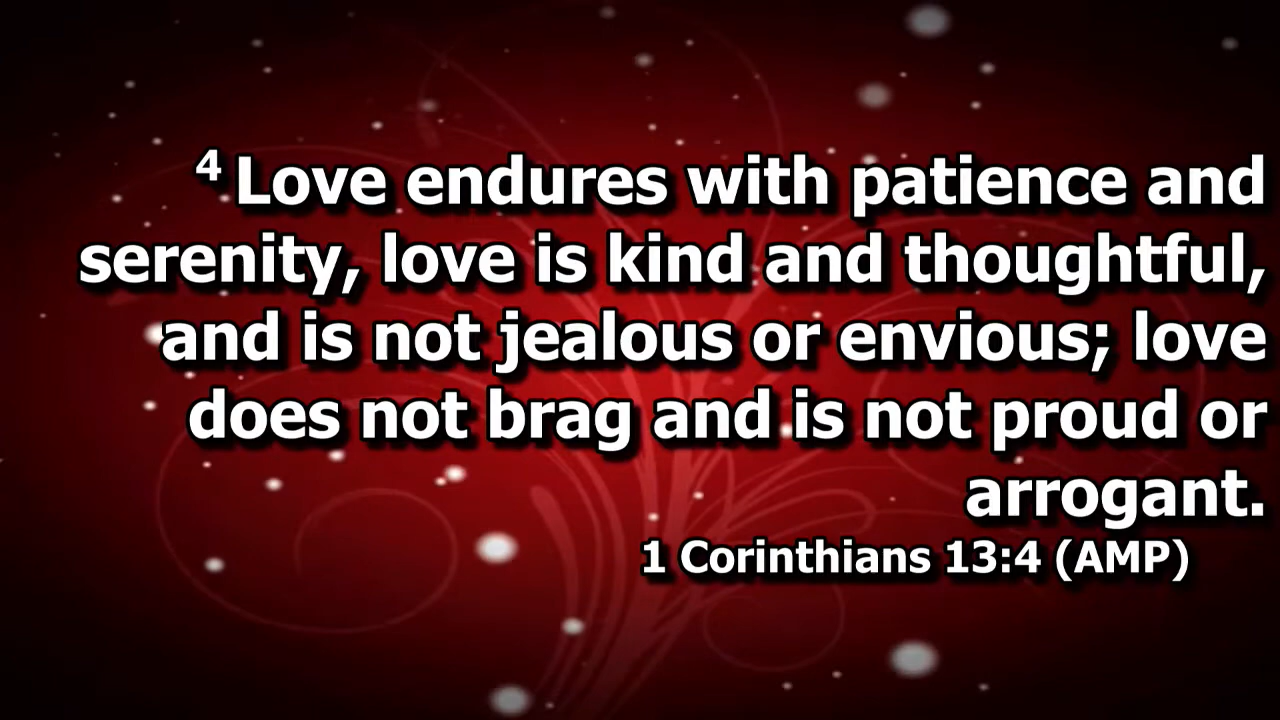 4 Love endures with patience and
serenity, love is kind and thoughtful,
and is not jealous or envious; love
does not brag and is not proud or
arrogant.
1 Corinthians 13:4 (AMP)